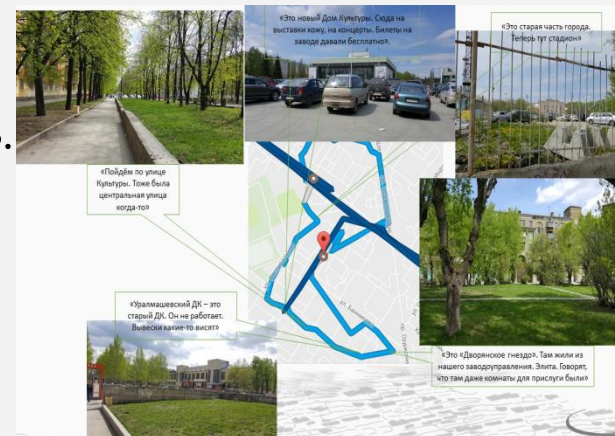 «Это новый Дом Культуры. Сюда на
выставки хожу, на концерты. Билеты на
заводе давали бесплатно».
«Это старая часть города.
Теперь тут стадион»
«Пойдём по улице
Культуры. Тоже была
центральная улица
когда-то»
«Уралмашевский ДК – это
старый ДК. Он не работает.
Вывески какие-то висят»
ул. Банникова
«Это «Дворянское гнездо». Там жили из
нашего заводоуправления. Элита. Говорят,
что там даже комнаты для прислуги были»